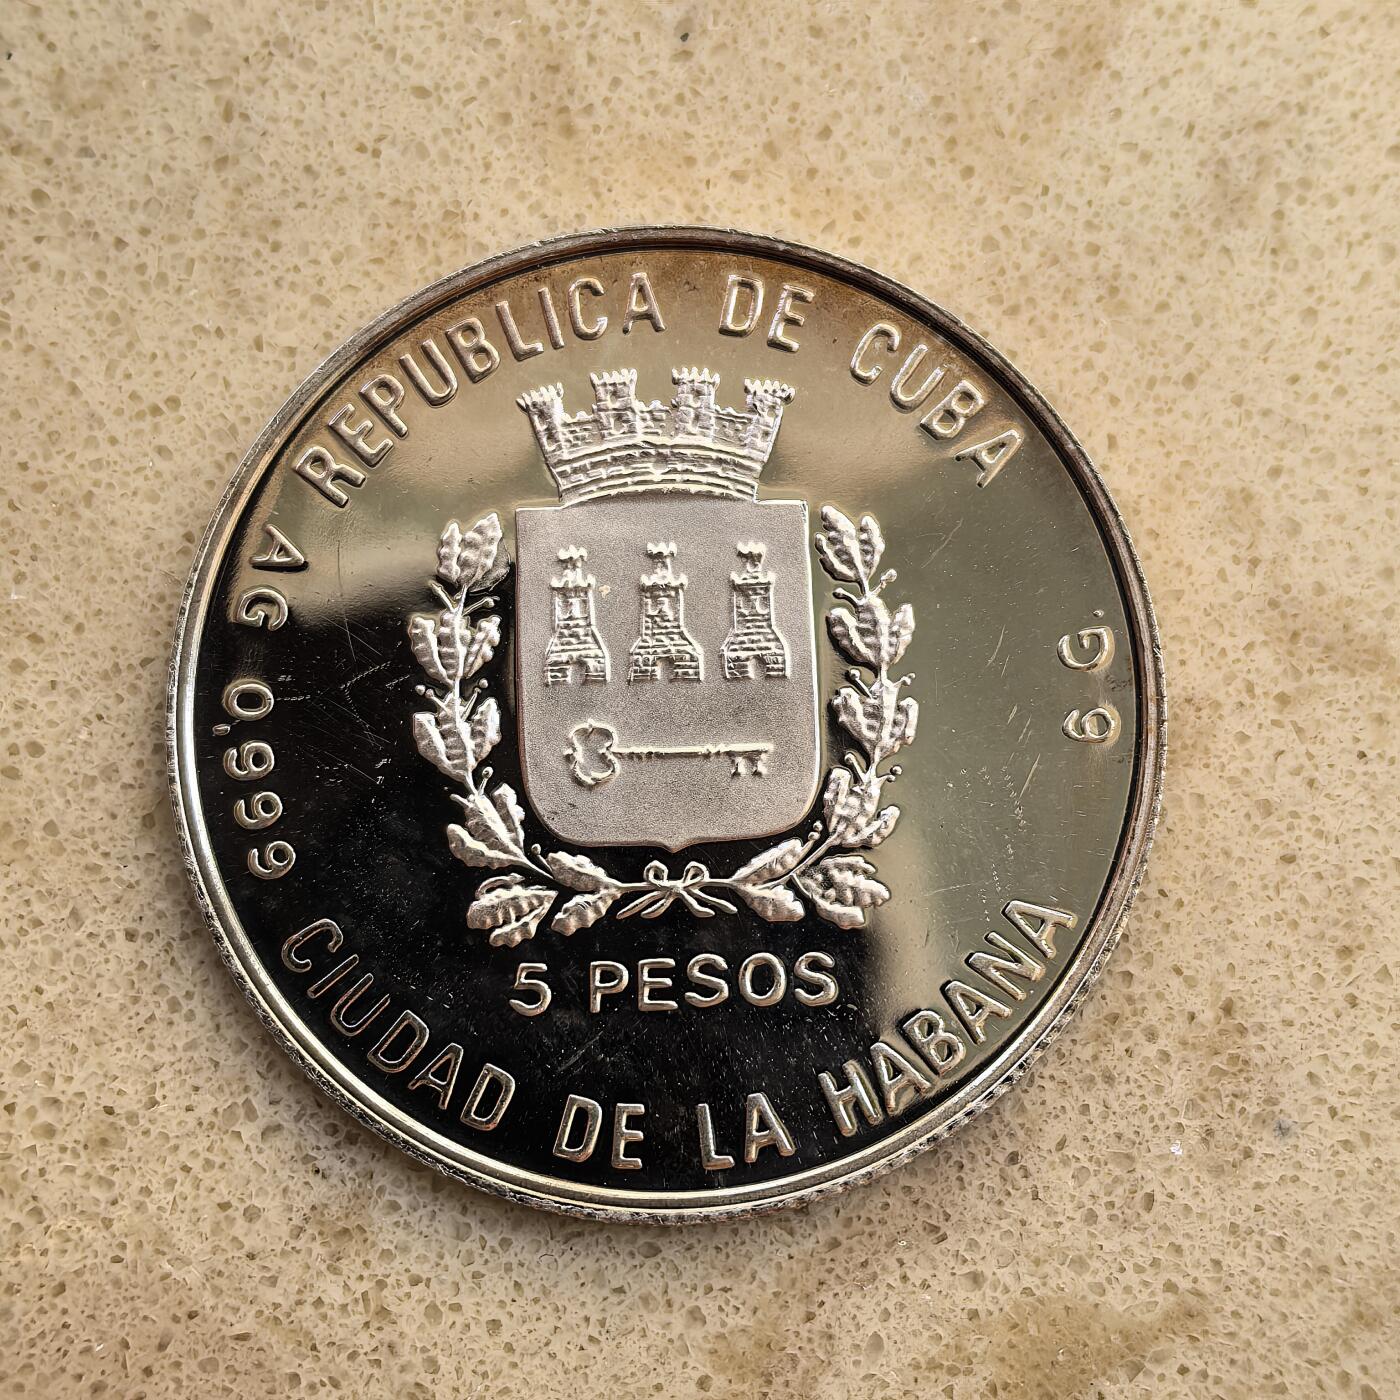 REPUBLICA DE CUBA
AG 0,999
6 G.
5 PESOS
CIUDAD DE LA HABANA